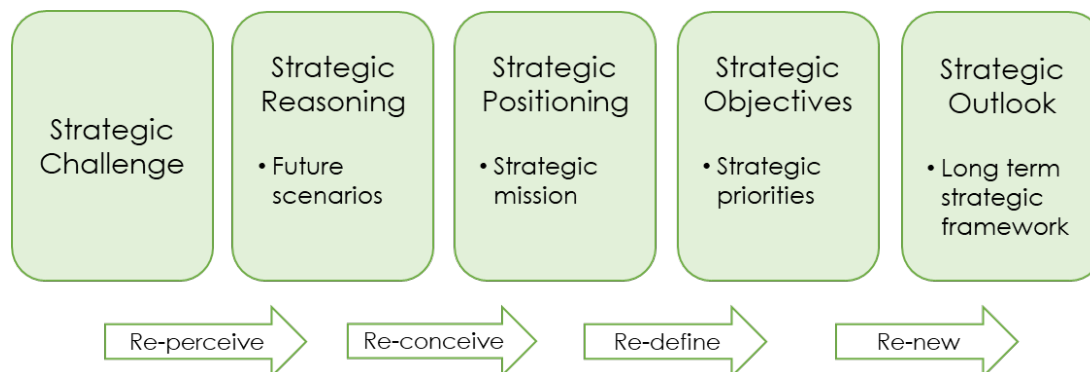 Strategic
Challenge
Strategic
Reasoning
• Future
scenarios
Strategic
Positioning
• Strategic
mission
Strategic
Objectives
• Strategic
priorities
Strategic
Outlook
• Long term
strategic
framework
Re-perceive
Re-conceive
Re-define
Re-new